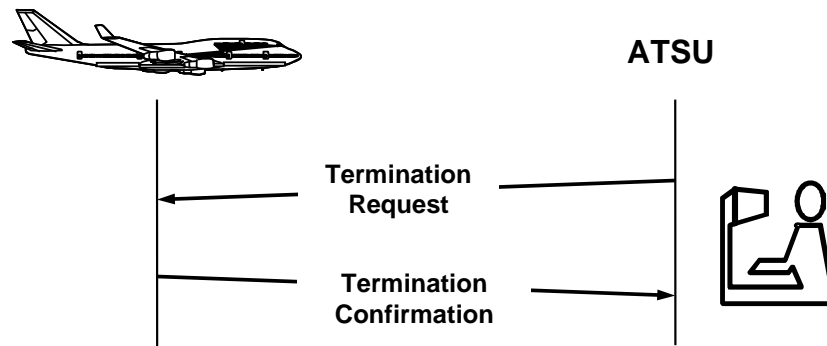 ATSU
Termination
Request
Termination
Confirmation